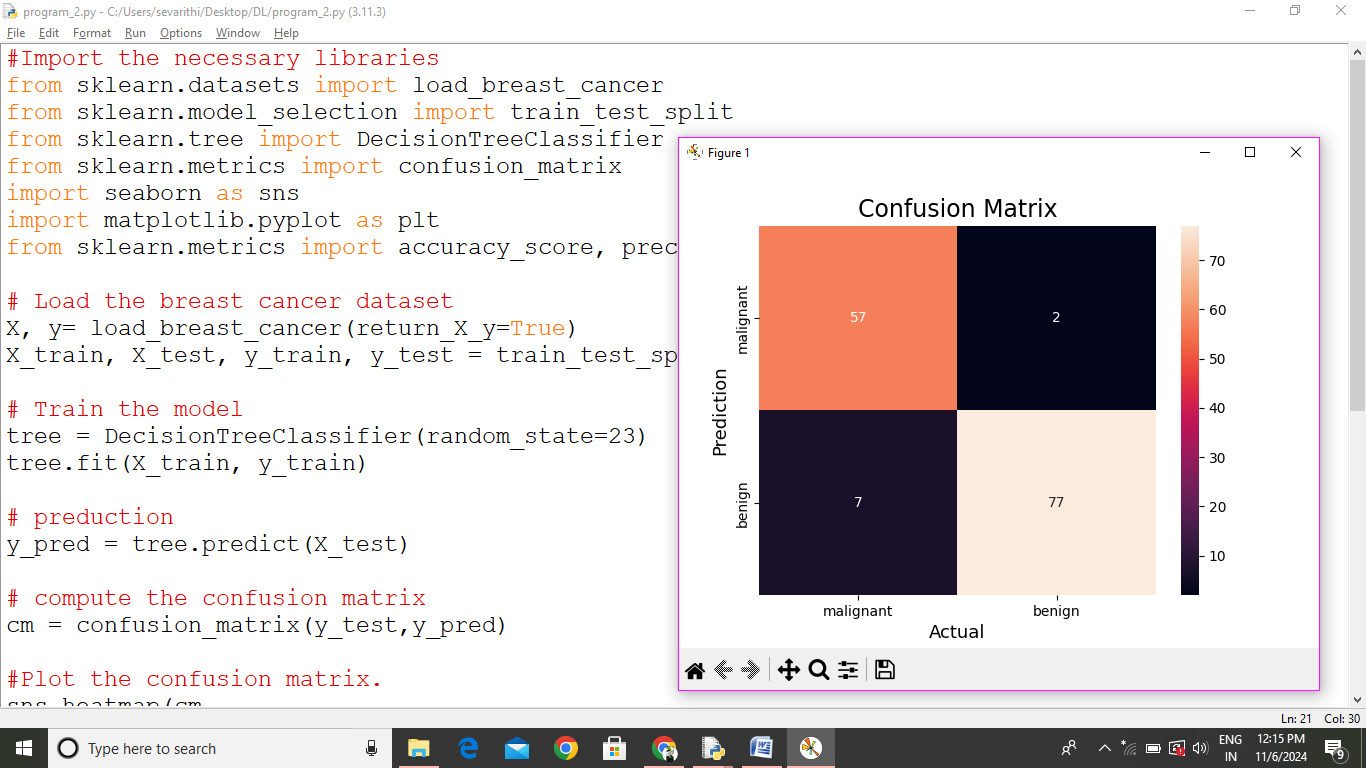 program_2.py - C:/Users/sevarithi/Desktop/DL/program_2.py (3.11.3)
File Edit Format Run Options Window Help
#Import the necessary libraries
from sklearn.datasets import load_breast_cancer
from sklearn.model_selection import train_test_split
from sklearn.tree import DecisionTreeClassifier
from sklearn.metrics import confusion_matrix
import seaborn as sns
import matplotlib.pyplot as plt
from sklearn.metrics import accuracy_score, prec
# Load the breast cancer dataset
X, y= load_breast_cancer(return_X_y=True)
X_train, X_test, y_train, y_test = train_test_sp
# Train the model
tree = DecisionTreeClassifier(random_state=23)
tree.fit(X_train, y_train)
# preduction
y_pred = tree.predict(X_test)
# compute the confusion matrix
cm = confusion_matrix(y_test,y_pred)
#Plot the confusion matrix.
sns.heatmap(cm,
Figure 1
Confusion Matrix
Prediction
malignant
benign
57
2
7
77
malignant
benign
Actual
70
60
50
40
30
20
10
Ln: 21 Col: 30
Type here to search
ENG
IN
12:15 PM
11/6/2024
9